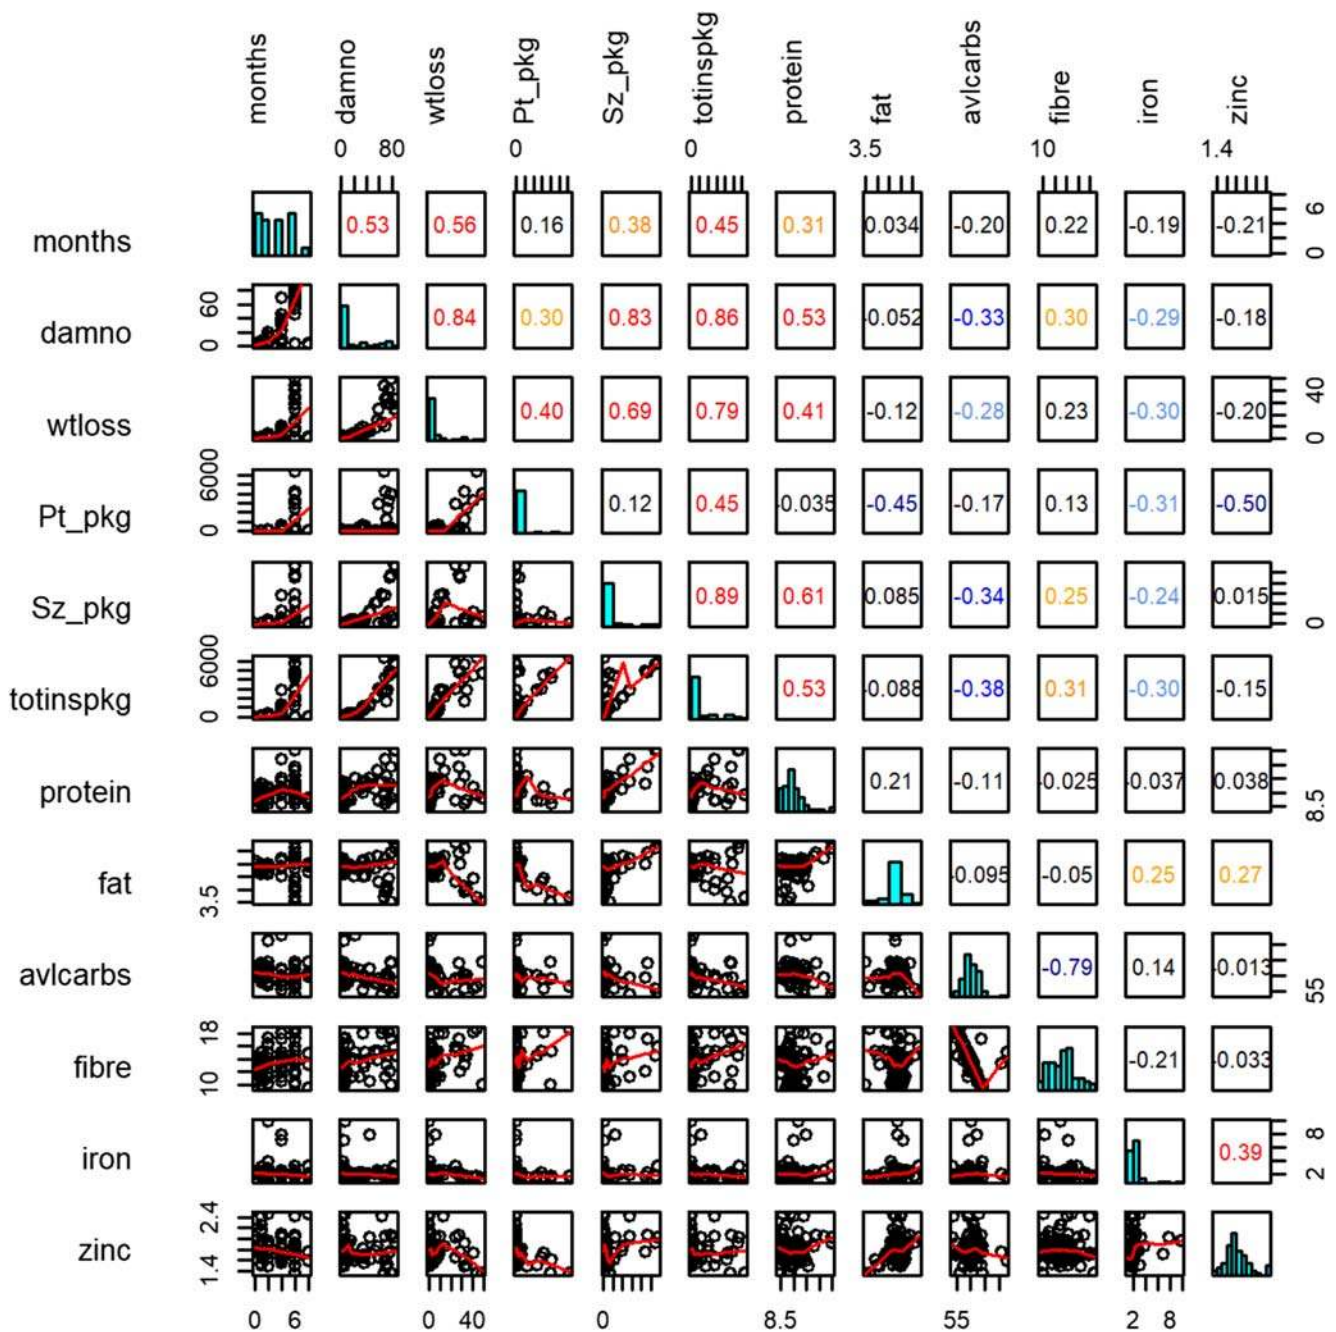 months damno wtloss Pt_pkg Sz_pkg totinspkg protein fat avlcarbs fibre iron zinc
0 80 0 0 3.5 10 1.4
months 0.53 0.56 0.16 0.38 0.45 0.31 0.034 -0.20 0.22 -0.19 -0.21 0 6
damno 0 60 0.84 0.30 0.83 0.86 0.53 -0.052 -0.33 0.30 -0.29 -0.18
wtloss 0.40 0.69 0.79 0.41 -0.12 -0.28 0.23 -0.30 -0.20 0 40
Pt_pkg 0 6000 0.12 0.45 -0.035 -0.45 -0.17 0.13 -0.31 -0.50
Sz_pkg 0.89 0.61 0.085 -0.34 0.25 -0.24 0.015 0
totinspkg 0 6000 0.53 -0.088 -0.38 0.31 -0.30 -0.15
protein 0.21 -0.11 -0.025 -0.037 0.038 8.5
fat 3.5 -0.095 -0.05 0.25 0.27
avlcarbs -0.79 0.14 -0.013 55
fibre 10 18 -0.21 -0.033
iron 0.39 2 8
zinc 1.4 2.4
0 6 0 40 0 8.5 55 2 8